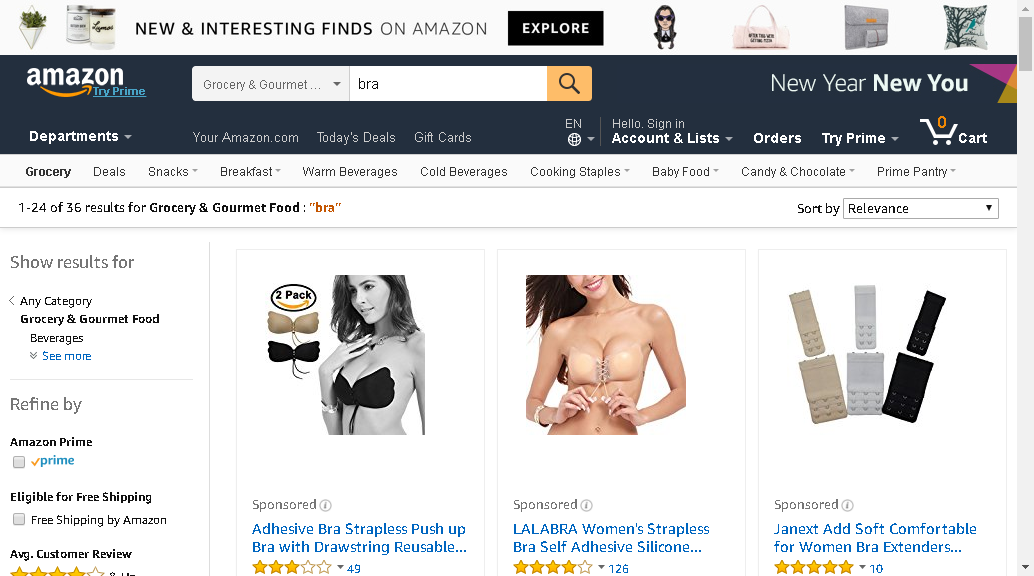 NEW & INTERESTING FINDS ON AMAZON
EXPLORE
amazon
Try Prime
Grocery & Gourmet ...
bra
New Year New You
Departments
Your Amazon.com
Today's Deals
Gift Cards
EN
Hello. Sign in
Account & Lists
Orders
Try Prime
0
Cart
Grocery
Deals
Snacks
Breakfast
Warm Beverages
Cold Beverages
Cooking Staples
Baby Food
Candy & Chocolate
Prime Pantry
1-24 of 36 results for Grocery & Gourmet Food : "bra"
Sort by Relevance
Show results for
Any Category
Grocery & Gourmet Food
Beverages
See more
Refine by
Amazon Prime
prime
Eligible for Free Shipping
Free Shipping by Amazon
Avg. Customer Review
2 Pack
Sponsored
Adhesive Bra Strapless Push up
Bra with Drawstring Reusable...
49
Sponsored
LALABRA Women's Strapless
Bra Self Adhesive Silicone...
126
Sponsored
Janext Add Soft Comfortable
for Women Bra Extenders...
10